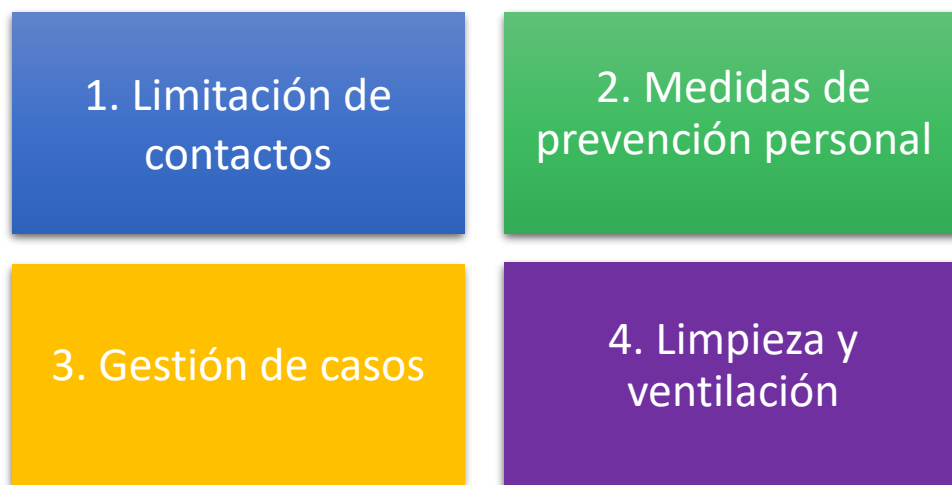 1. Limitación de
contactos
2. Medidas de
prevención personal
3. Gestión de casos
4. Limpieza y
ventilación